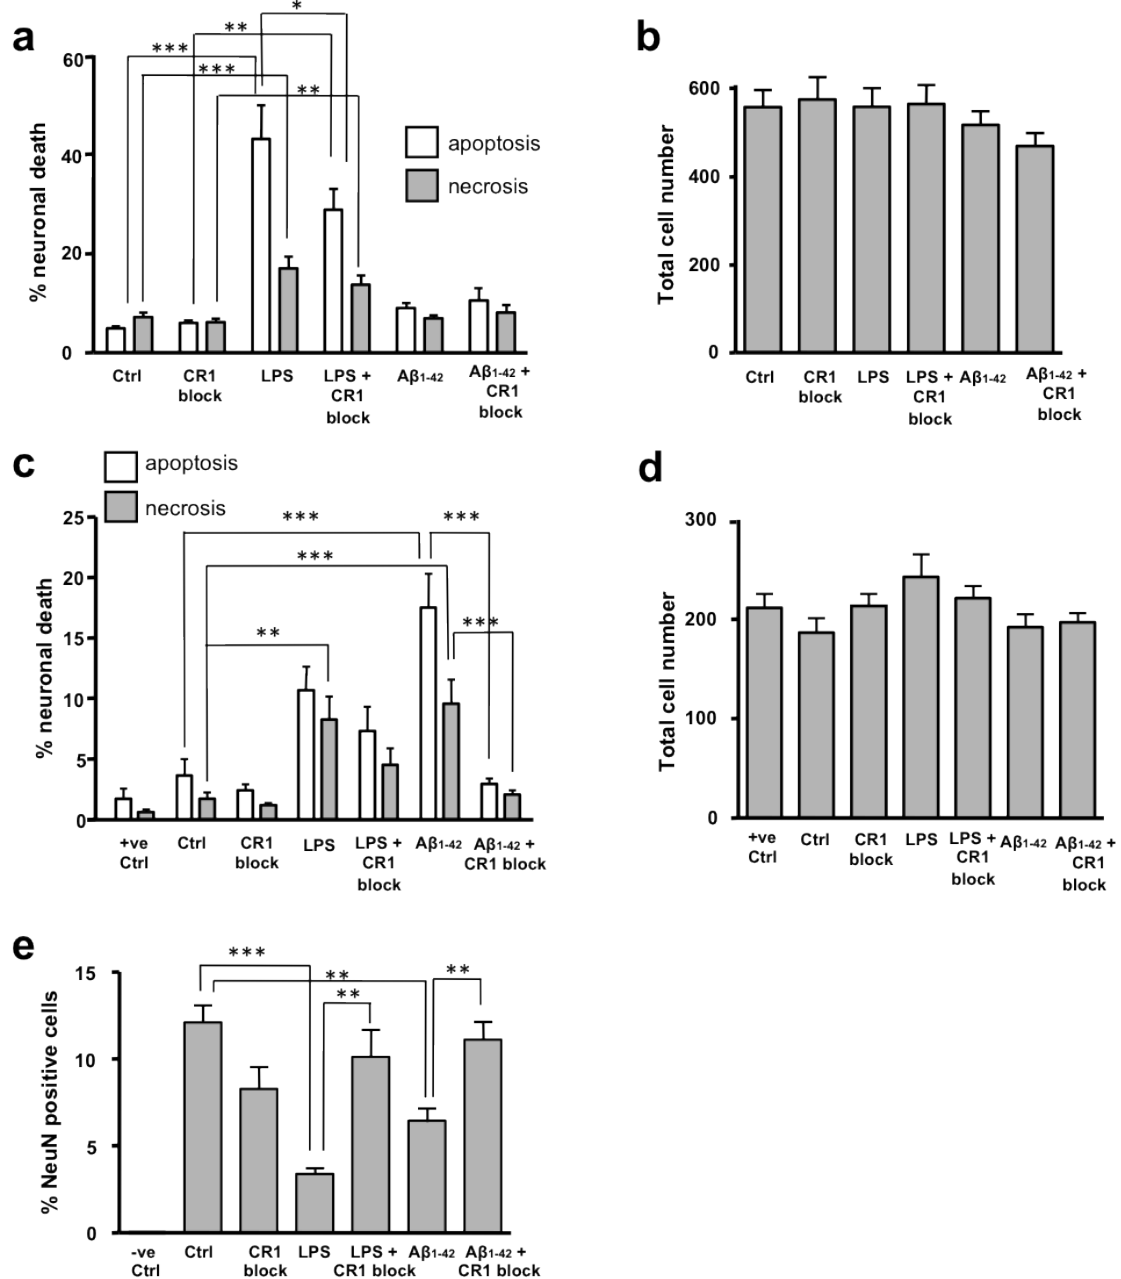 a
*
**
***
***
**
60
40
20
0
% neuronal death
apoptosis
necrosis
Ctrl
CR1
block
LPS
LPS +
CR1
block
Aβ1-42
Aβ1-42 +
CR1
block
b
600
400
200
0
Total cell number
Ctrl
CR1
block
LPS
LPS +
CR1
block
Aβ1-42
Aβ1-42 +
CR1
block
c
apoptosis
necrosis
25
20
15
10
5
0
% neuronal death
***
***
***
**
***
+ve
Ctrl
Ctrl
CR1
block
LPS
LPS +
CR1
block
Aβ1-42
Aβ1-42 +
CR1 block
d
300
200
100
0
Total cell number
+ve
Ctrl
Ctrl
CR1
block
LPS
LPS +
CR1
block
Aβ1-42
Aβ1-42 +
CR1
block
e
15
10
5
0
% NeuN positive cells
***
**
**
**
-ve
Ctrl
Ctrl
CR1
block
LPS
LPS +
CR1 block
Aβ1-42
Aβ1-42 +
CR1 block